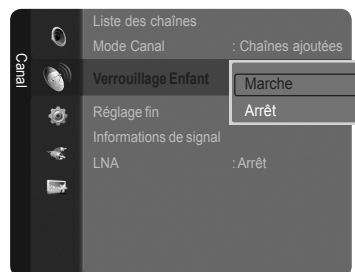 Canal
Liste des chaînes
Mode Canal : Chaînes ajoutées
Verrouillage Enfant
Marche
Réglage fin
Arrêt
Informations de signal
LNA : Arrêt